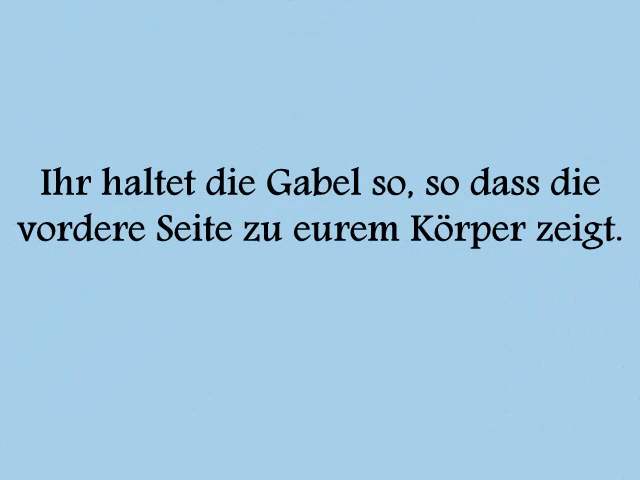 Ihr haltet die Gabel so, so dass die
vordere Seite zu eurem Körper zeigt.